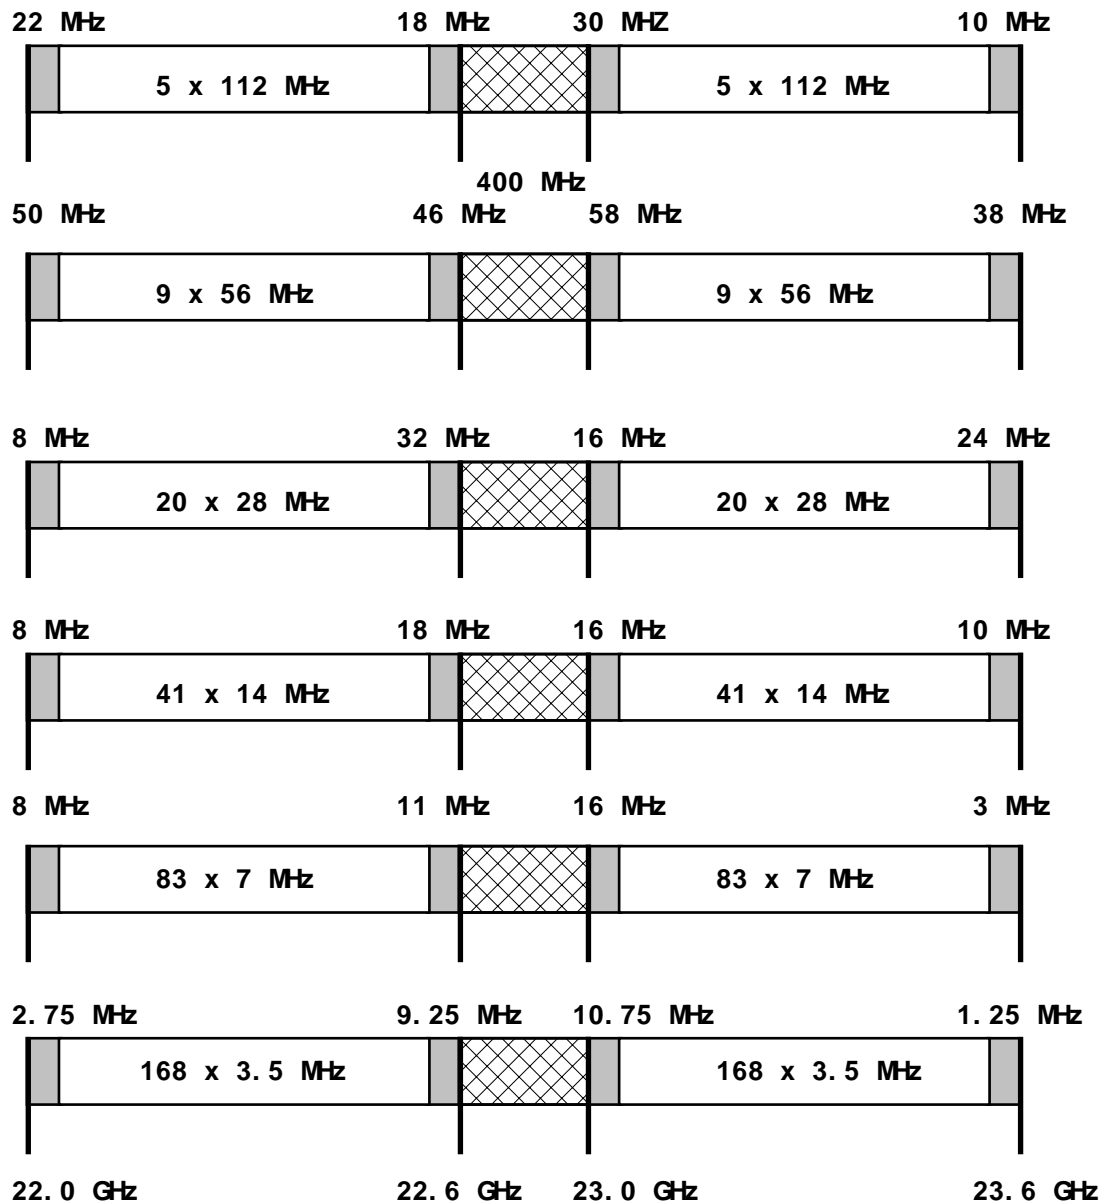 22 MHz 18 MHz 30 MHZ 10 MHz
5 x 112 MHz 5 x 112 MHz
400 MHz
50 MHz 46 MHz 58 MHz 38 MHz
9 x 56 MHz 9 x 56 MHz
8 MHz 32 MHz 16 MHz 24 MHz
20 x 28 MHz 20 x 28 MHz
8 MHz 18 MHz 16 MHz 10 MHz
41 x 14 MHz 41 x 14 MHz
8 MHz 11 MHz 16 MHz 3 MHz
83 x 7 MHz 83 x 7 MHz
2.75 MHz 9.25 MHz 10.75 MHz 1.25 MHz
168 x 3.5 MHz 168 x 3.5 MHz
22.0 GHz 22.6 GHz 23.0 GHz 23.6 GHz